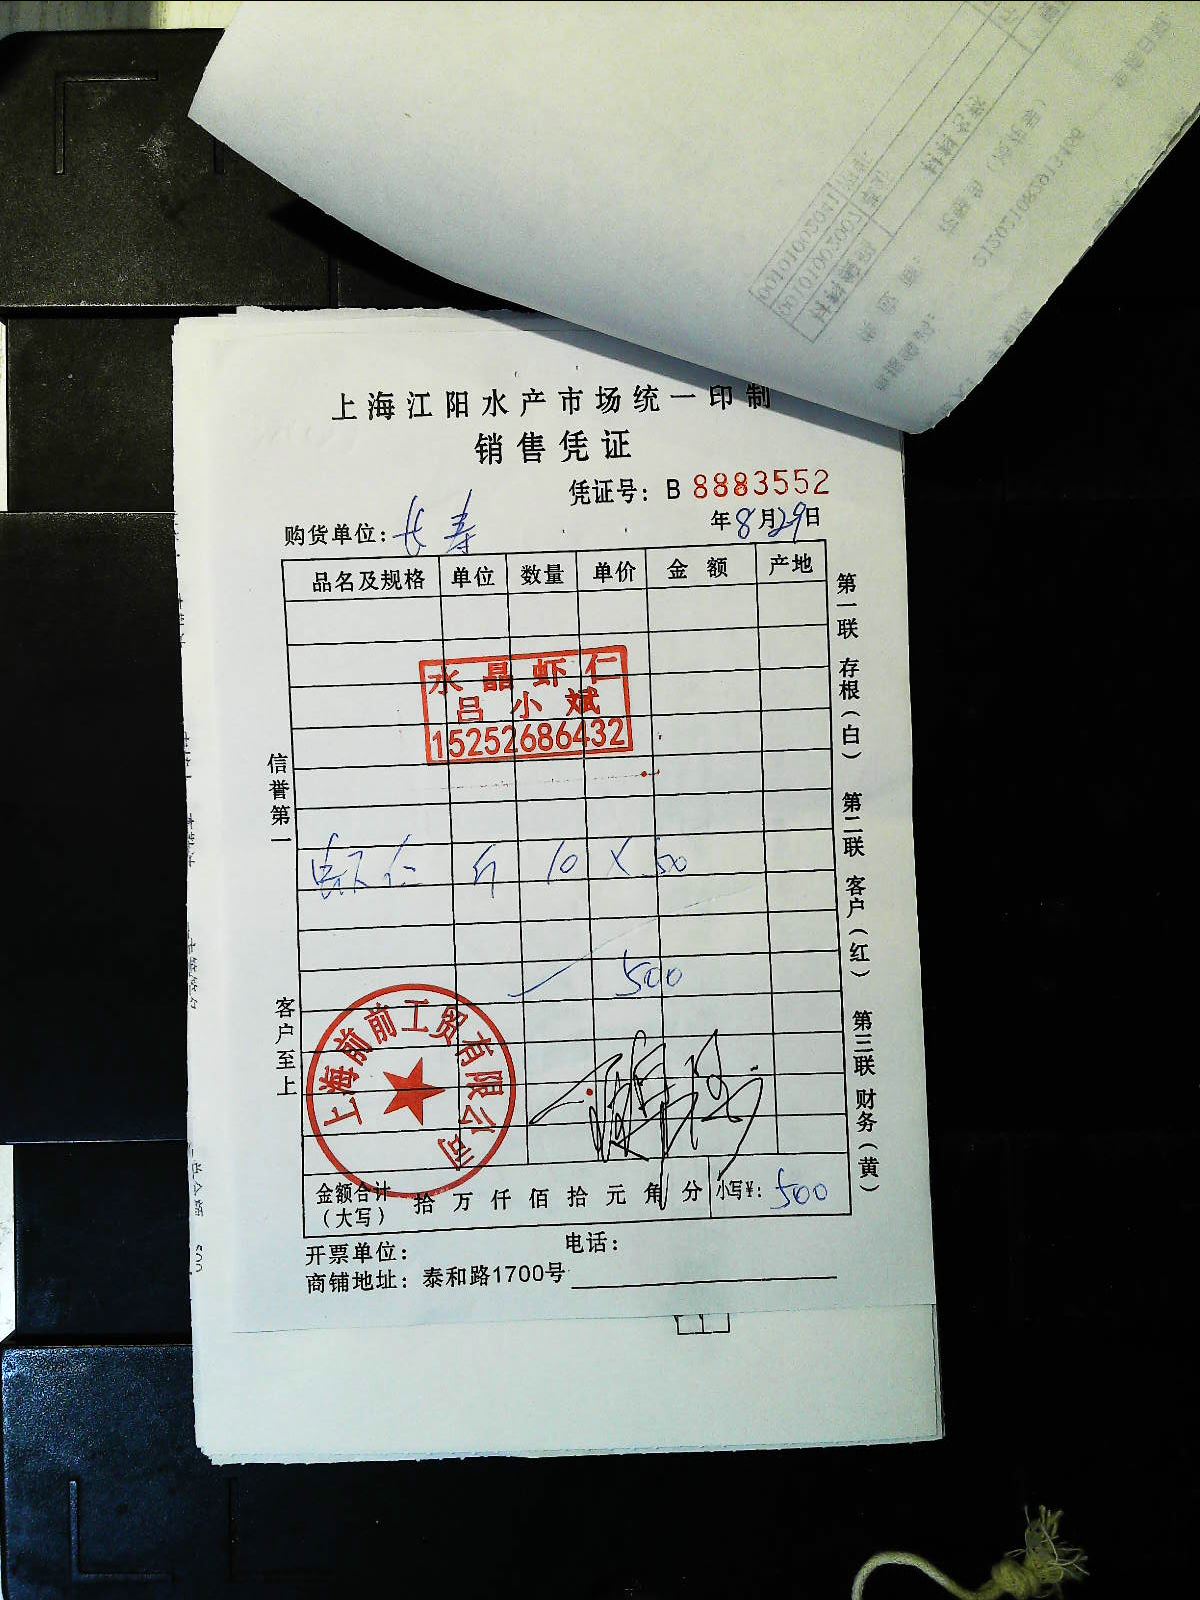 上海江阳水产市场统一印制
销售凭证
凭证号：B 8883552
购货单位：长寿
年8月29日
品名及规格 单位 数量 单价 金额 产地
水晶虾仁
吕小斌
15252686432
虾仁 斤 10 X 50
500
上海前前工贸有限公司
金额合计（大写） 拾 万 仟 佰 拾 元 角 分 小写¥：500
开票单位： 电话：
商铺地址：泰和路1700号
信誉第一
客户至上
第一联 存根（白）
第二联 客户（红）
第三联 财务（黄）